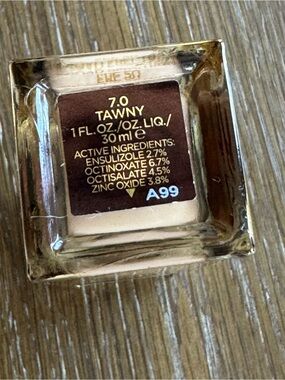 7.0
TAWNY
1 FL.OZ./OZ.LIQ./
30 ml e
ACTIVE INGREDIENTS:
ENSULIZOLE 2.7%
OCTINOXATE 6.7%
OCTISALATE 4.5%
ZINC OXIDE 3.8%
A99